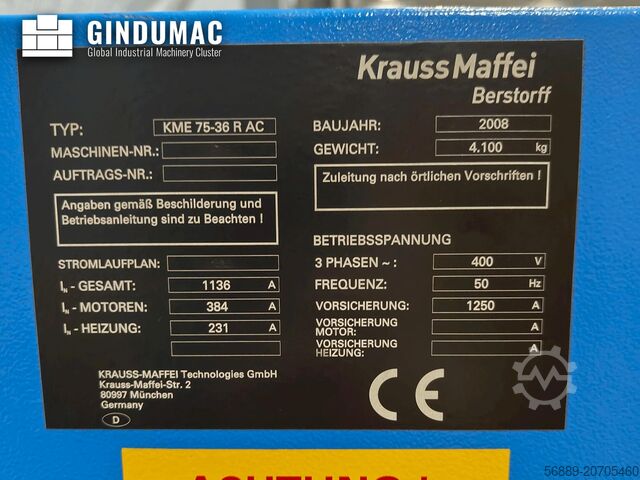 GINDUMAC
Global Industrial Machinery Cluster
Krauss Maffei
Berstorff
TYP: KME 75-36 R AC
MASCHINEN-NR.:
AUFTRAGS-NR.:
Angaben gemäß Beschilderung und
Betriebsanleitung sind zu Beachten !
STROMLAUFPLAN:
IN - GESAMT: 1136 A
IN - MOTOREN: 384 A
IN - HEIZUNG: 231 A
BAUJAHR: 2008
GEWICHT: 4.100 kg
Zuleitung nach örtlichen Vorschriften !
BETRIEBSSPANNUNG
3 PHASEN ~ : 400 V
FREQUENZ: 50 Hz
VORSICHERUNG: 1250 A
VORSICHERUNG
MOTOR: A
VORSICHERUNG
HEIZUNG: A
KRAUSS-MAFFEI Technologies GmbH
Krauss-Maffei-Str. 2
80997 München
Germany
D
CE
ACHTUNG !
56889-20705460